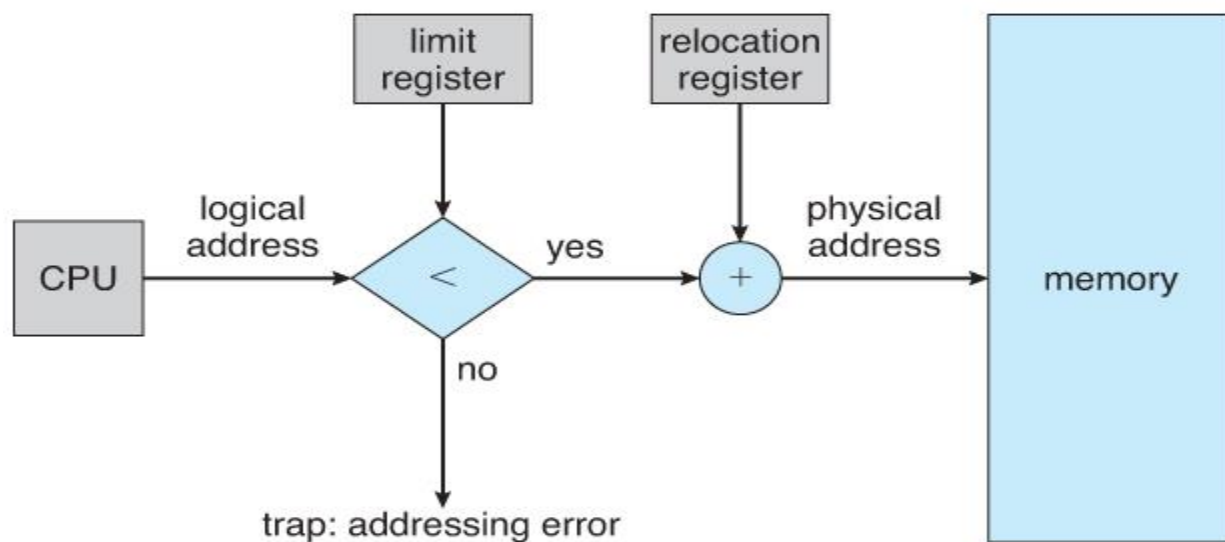 limit
register
relocation
register
logical
address
physical
address
CPU
<
yes
+
memory
no
trap: addressing error